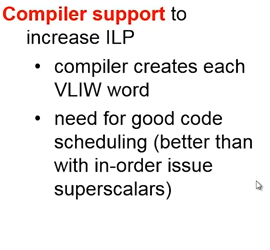 Compiler support to
increase ILP
• compiler creates each
VLIW word
• need for good code
scheduling (better than
with in-order issue
superscalars)